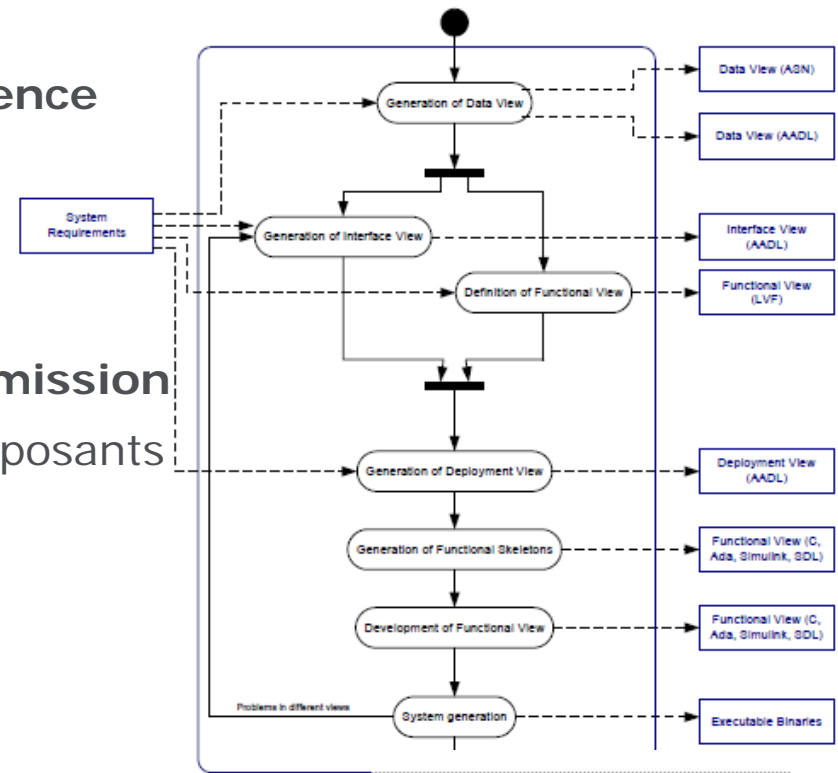 ence
mission
posants
Generation of Data View
Data View (ASN)
Data View (AADL)
System
Requirements
Generation of Interface View
Interface View
(AADL)
Definition of Functional View
Functional View
(LVF)
Generation of Deployment View
Deployment View
(AADL)
Generation of Functional Skeletons
Functional View (C,
Ada, Simulink, SDL)
Development of Functional View
Functional View (C,
Ada, Simulink, SDL)
Problems in different views
System generation
Executable Binaries